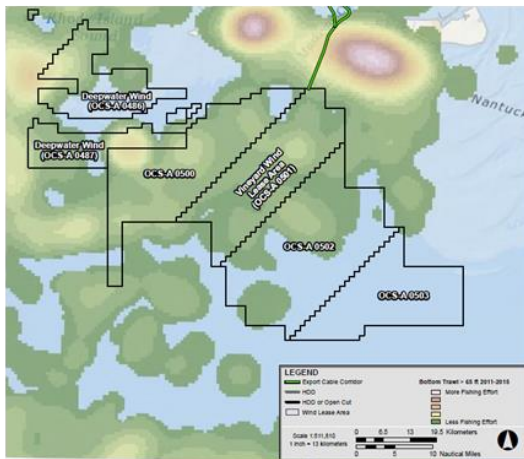 Rhode Island
Sound
Deepwater Wind
(OCS-A 0486)
Nantuck
Deepwater Wind
(OCS-A 0487)
OCS-A 0500
Vineyard Wind
Lease Area
(OCS-A 0501)
OCS-A 0502
OCS-A 0503
LEGEND
Export Cable Corridor
HDD
HDD or Open Cut
Wind Lease Area
Bottom Trawl < 65 ft 2011-2015
More Fishing Effort
Less Fishing Effort
Scale 1:511,810
1 inch = 13 kilometers
0 6.5 13 19.5 Kilometers
0 5 10
Nautical Miles